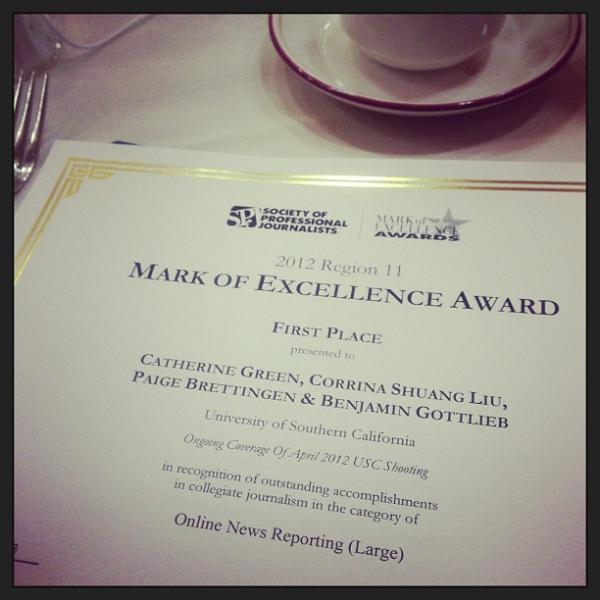 SPJ SOCIETY OF
PROFESSIONAL
JOURNALISTS
MARK of
EXCELLENCE
AWARDS
2012 Region 11
MARK OF EXCELLENCE AWARD
FIRST PLACE
presented to
CATHERINE GREEN, CORRINA SHUANG LIU,
PAIGE BRETTINGEN & BENJAMIN GOTTLIEB
University of Southern California
Ongoing Coverage Of April 2012 USC Shooting
in recognition of outstanding accomplishments
in collegiate journalism in the category of
Online News Reporting (Large)